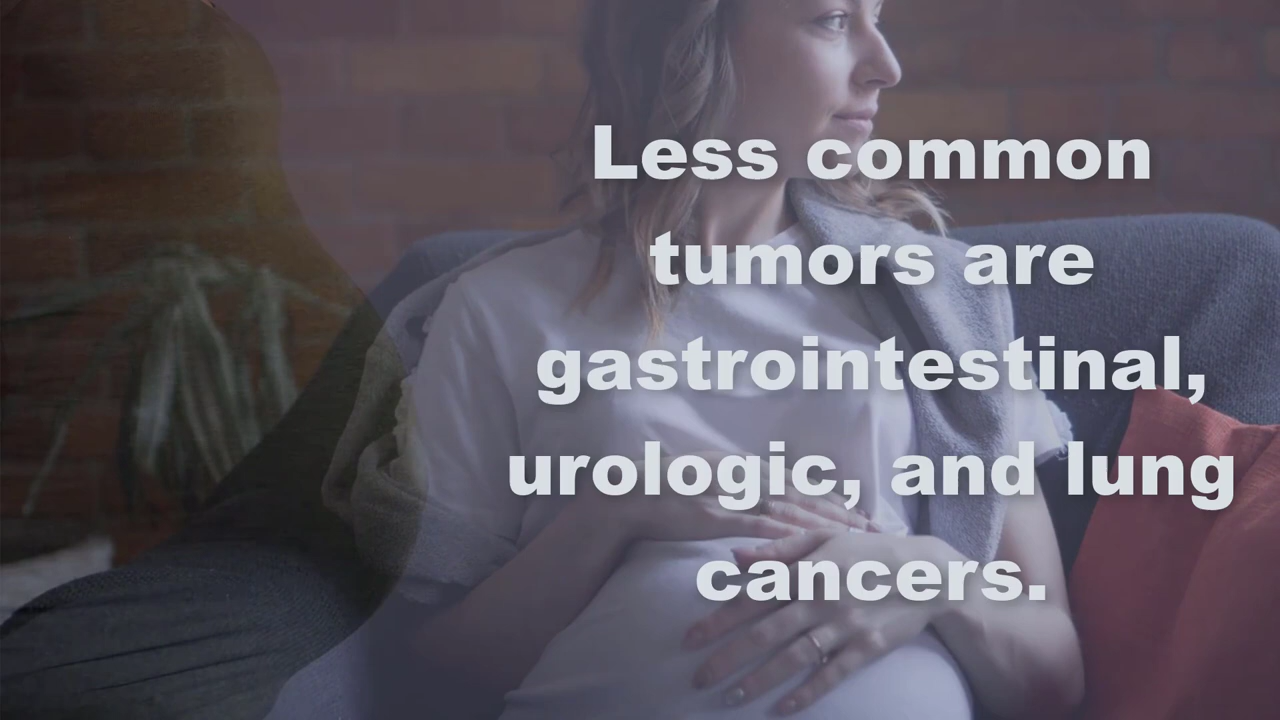 Less common
tumors are
gastrointestinal,
urologic, and lung
cancers.